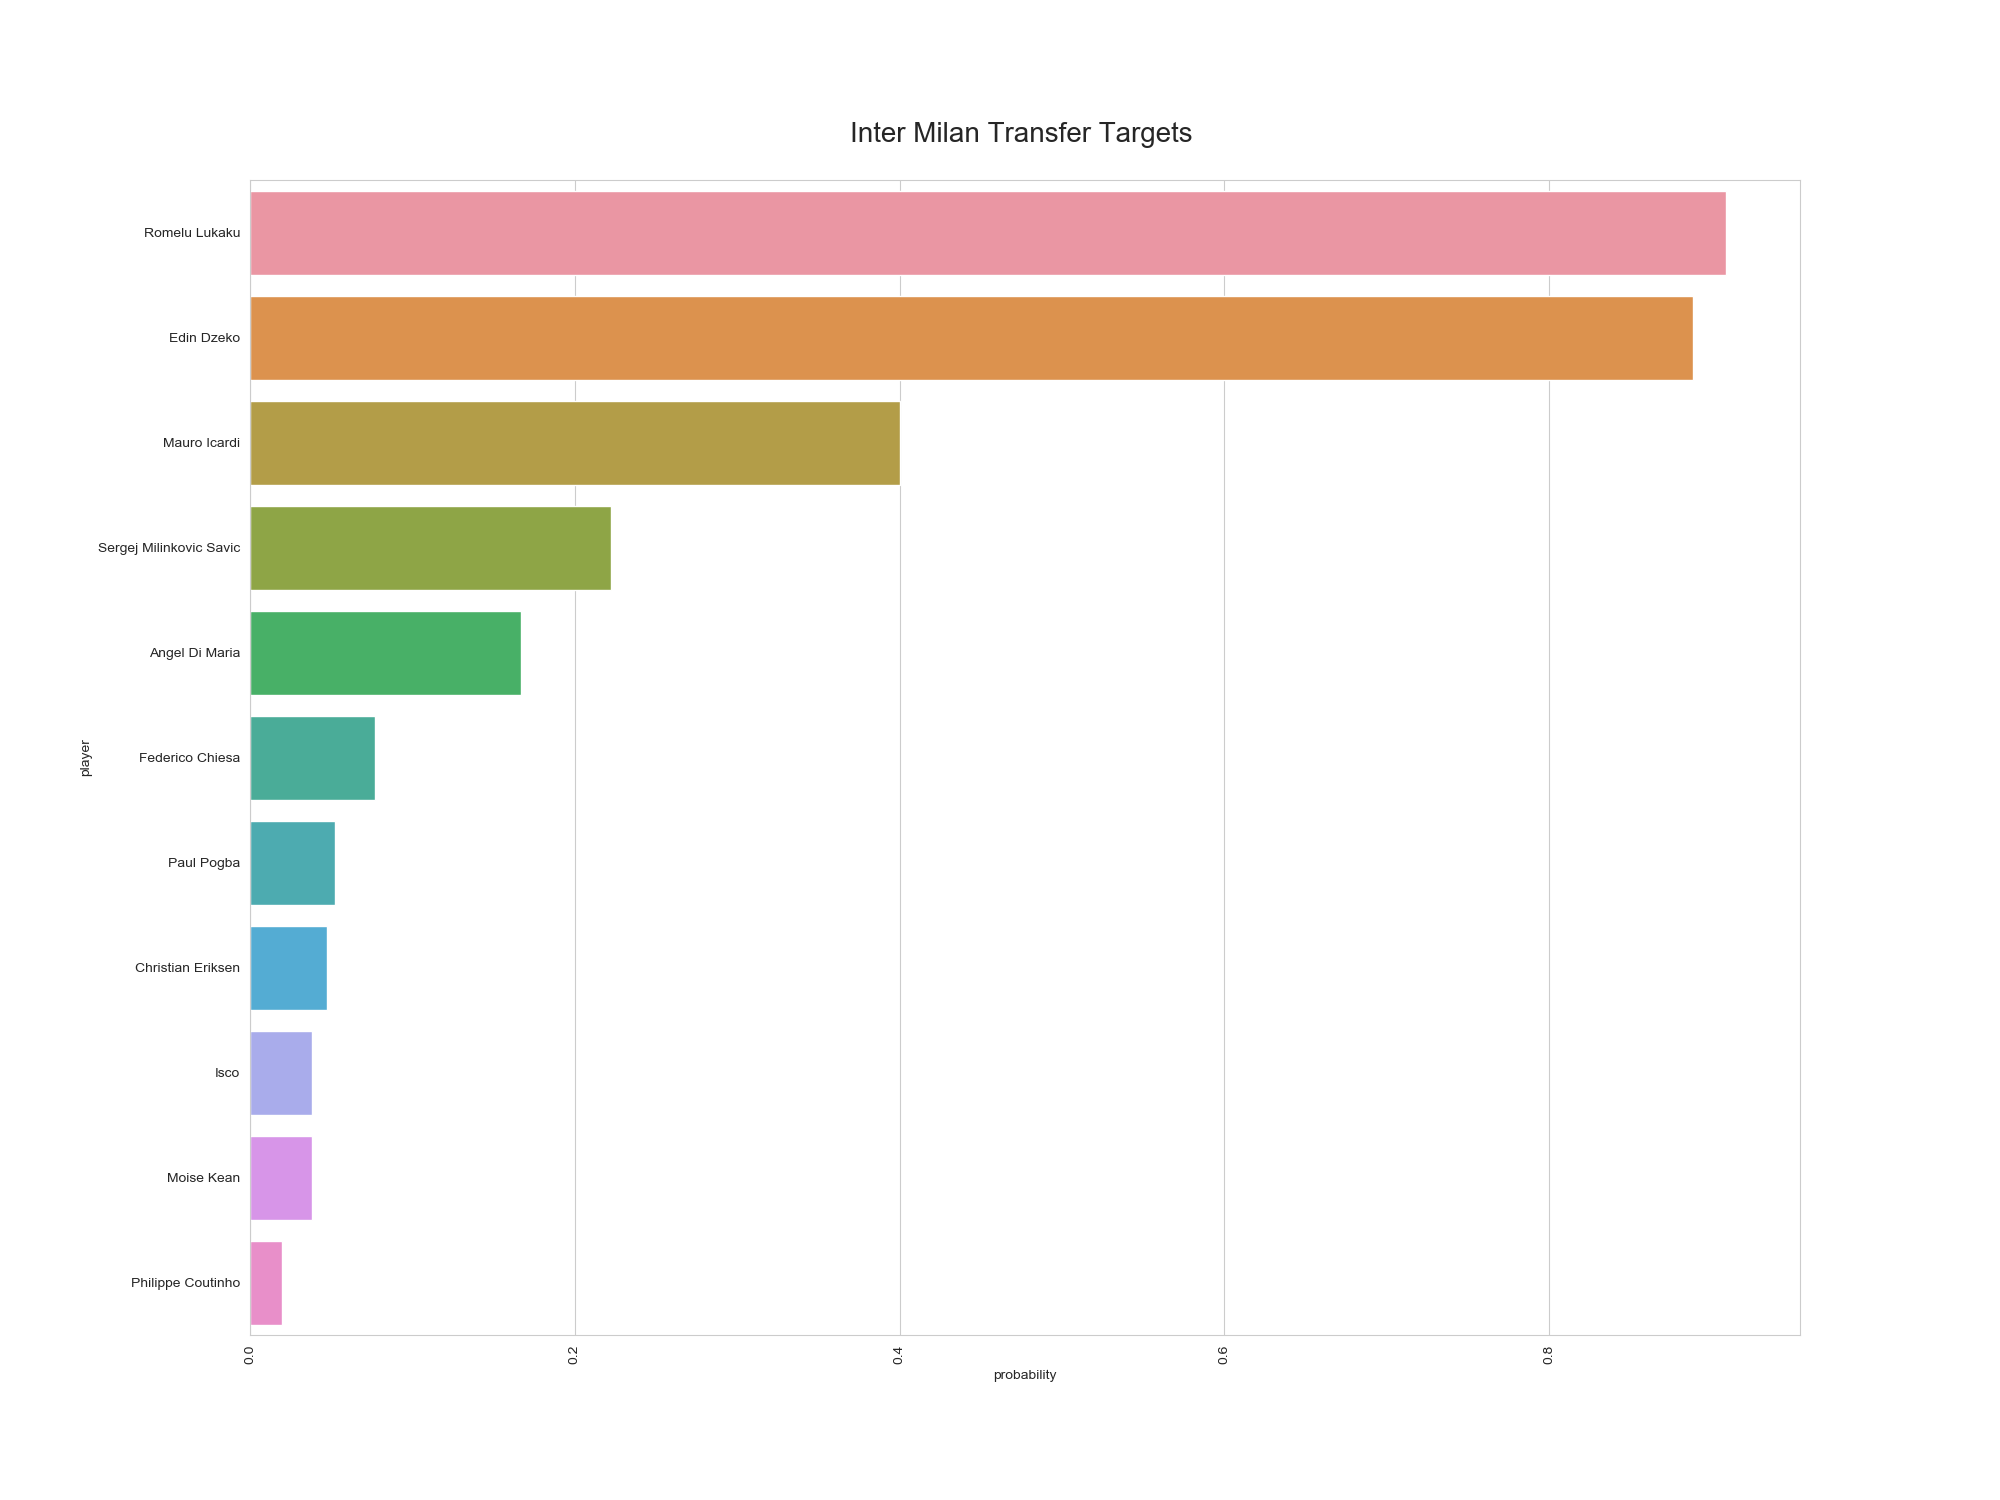 Inter Milan Transfer Targets
Romelu Lukaku
Edin Dzeko
Mauro Icardi
Sergej Milinkovic Savic
Angel Di Maria
Federico Chiesa
Paul Pogba
Christian Eriksen
Isco
Moise Kean
Philippe Coutinho
player
0.0
0.2
0.4
0.6
0.8
probability